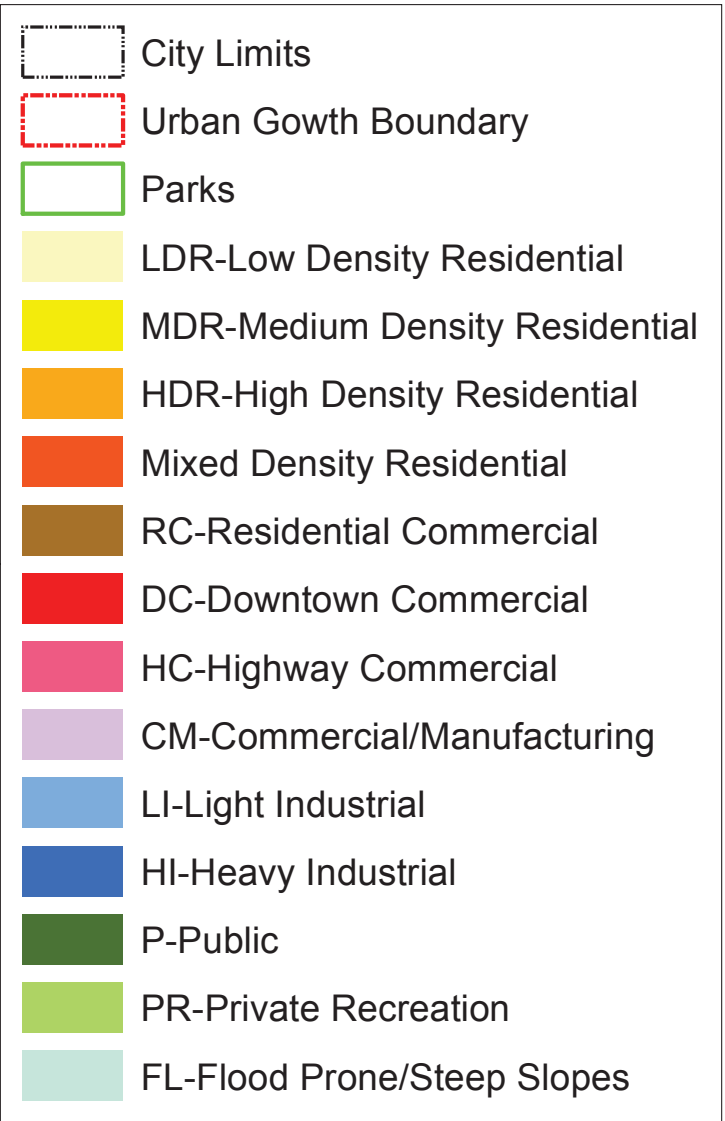 City Limits
Urban Gowth Boundary
Parks
LDR-Low Density Residential
MDR-Medium Density Residential
HDR-High Density Residential
Mixed Density Residential
RC-Residential Commercial
DC-Downtown Commercial
HC-Highway Commercial
CM-Commercial/Manufacturing
LI-Light Industrial
HI-Heavy Industrial
P-Public
PR-Private Recreation
FL-Flood Prone/Steep Slopes